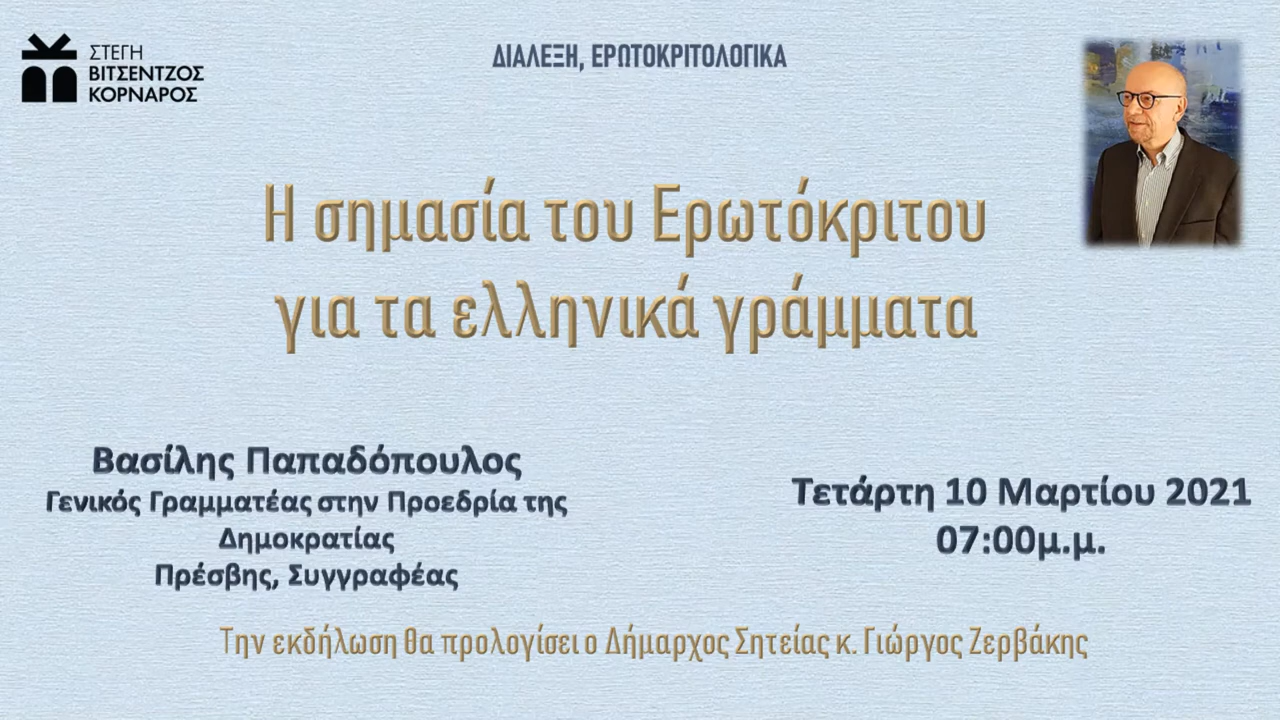 ΣΤΕΓΗ
ΒΙΤΣΕΝΤΖΟΣ
ΚΟΡΝΑΡΟΣ
ΔΙΑΛΕΞΗ, ΕΡΩΤΟΚΡΙΤΟΛΟΓΙΚΑ
Η σημασία του Ερωτόκριτου
για τα ελληνικά γράμματα
Βασίλης Παπαδόπουλος
Γενικός Γραμματέας στην Προεδρία της
Δημοκρατίας
Πρέσβης, Συγγραφέας
Τετάρτη 10 Μαρτίου 2021
07:00μ.μ.
Την εκδήλωση θα προλογίσει ο Δήμαρχος Σητείας κ. Γιώργος Ζερβάκης